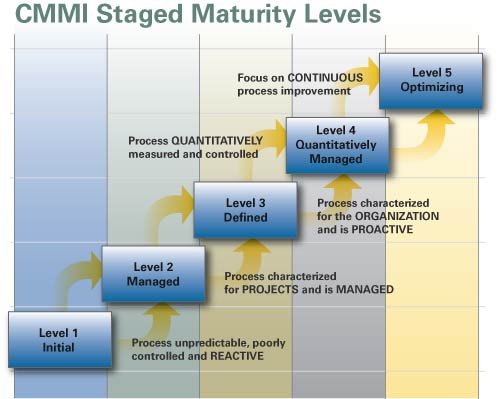 CMMI Staged Maturity Levels
Level 5
Optimizing
Focus on CONTINUOUS
process improvement
Level 4
Quantitatively
Managed
Process QUANTITATIVELY
measured and controlled
Level 3
Defined
Process characterized
for the ORGANIZATION
and is PROACTIVE
Level 2
Managed
Process characterized
for PROJECTS and is MANAGED
Level 1
Initial
Process unpredictable, poorly
controlled and REACTIVE